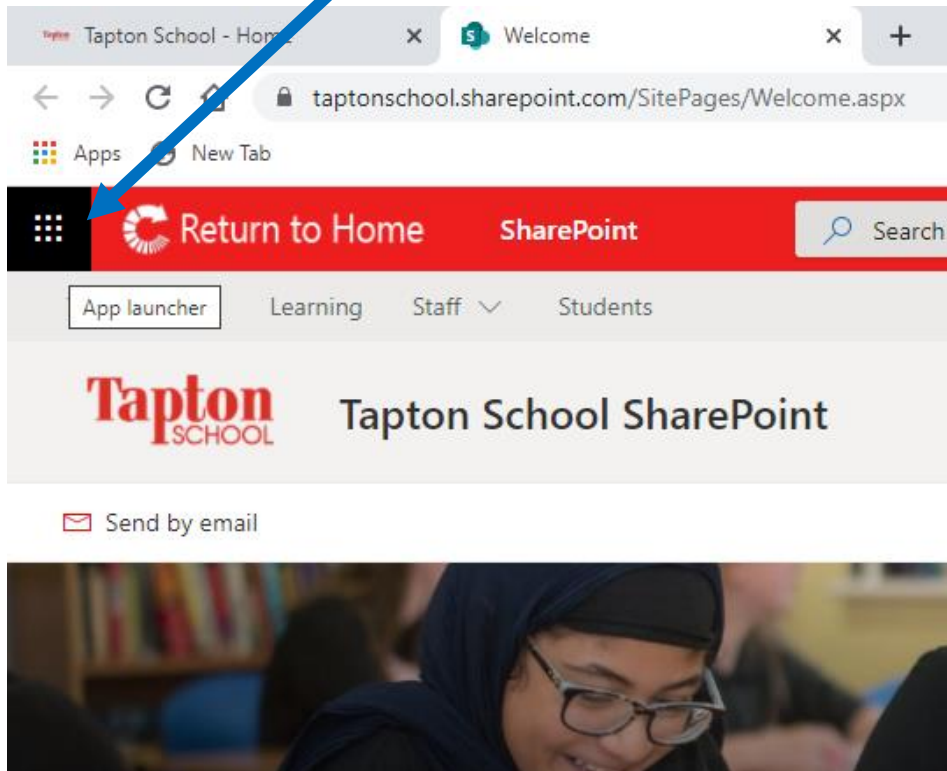 Tapton School - Home Welcome
taptonschool.sharepoint.com/SitePages/Welcome.aspx
Apps New Tab
Return to Home SharePoint Search
App launcher Learning Staff Students
Tapton
SCHOOL
Tapton School SharePoint
Send by email